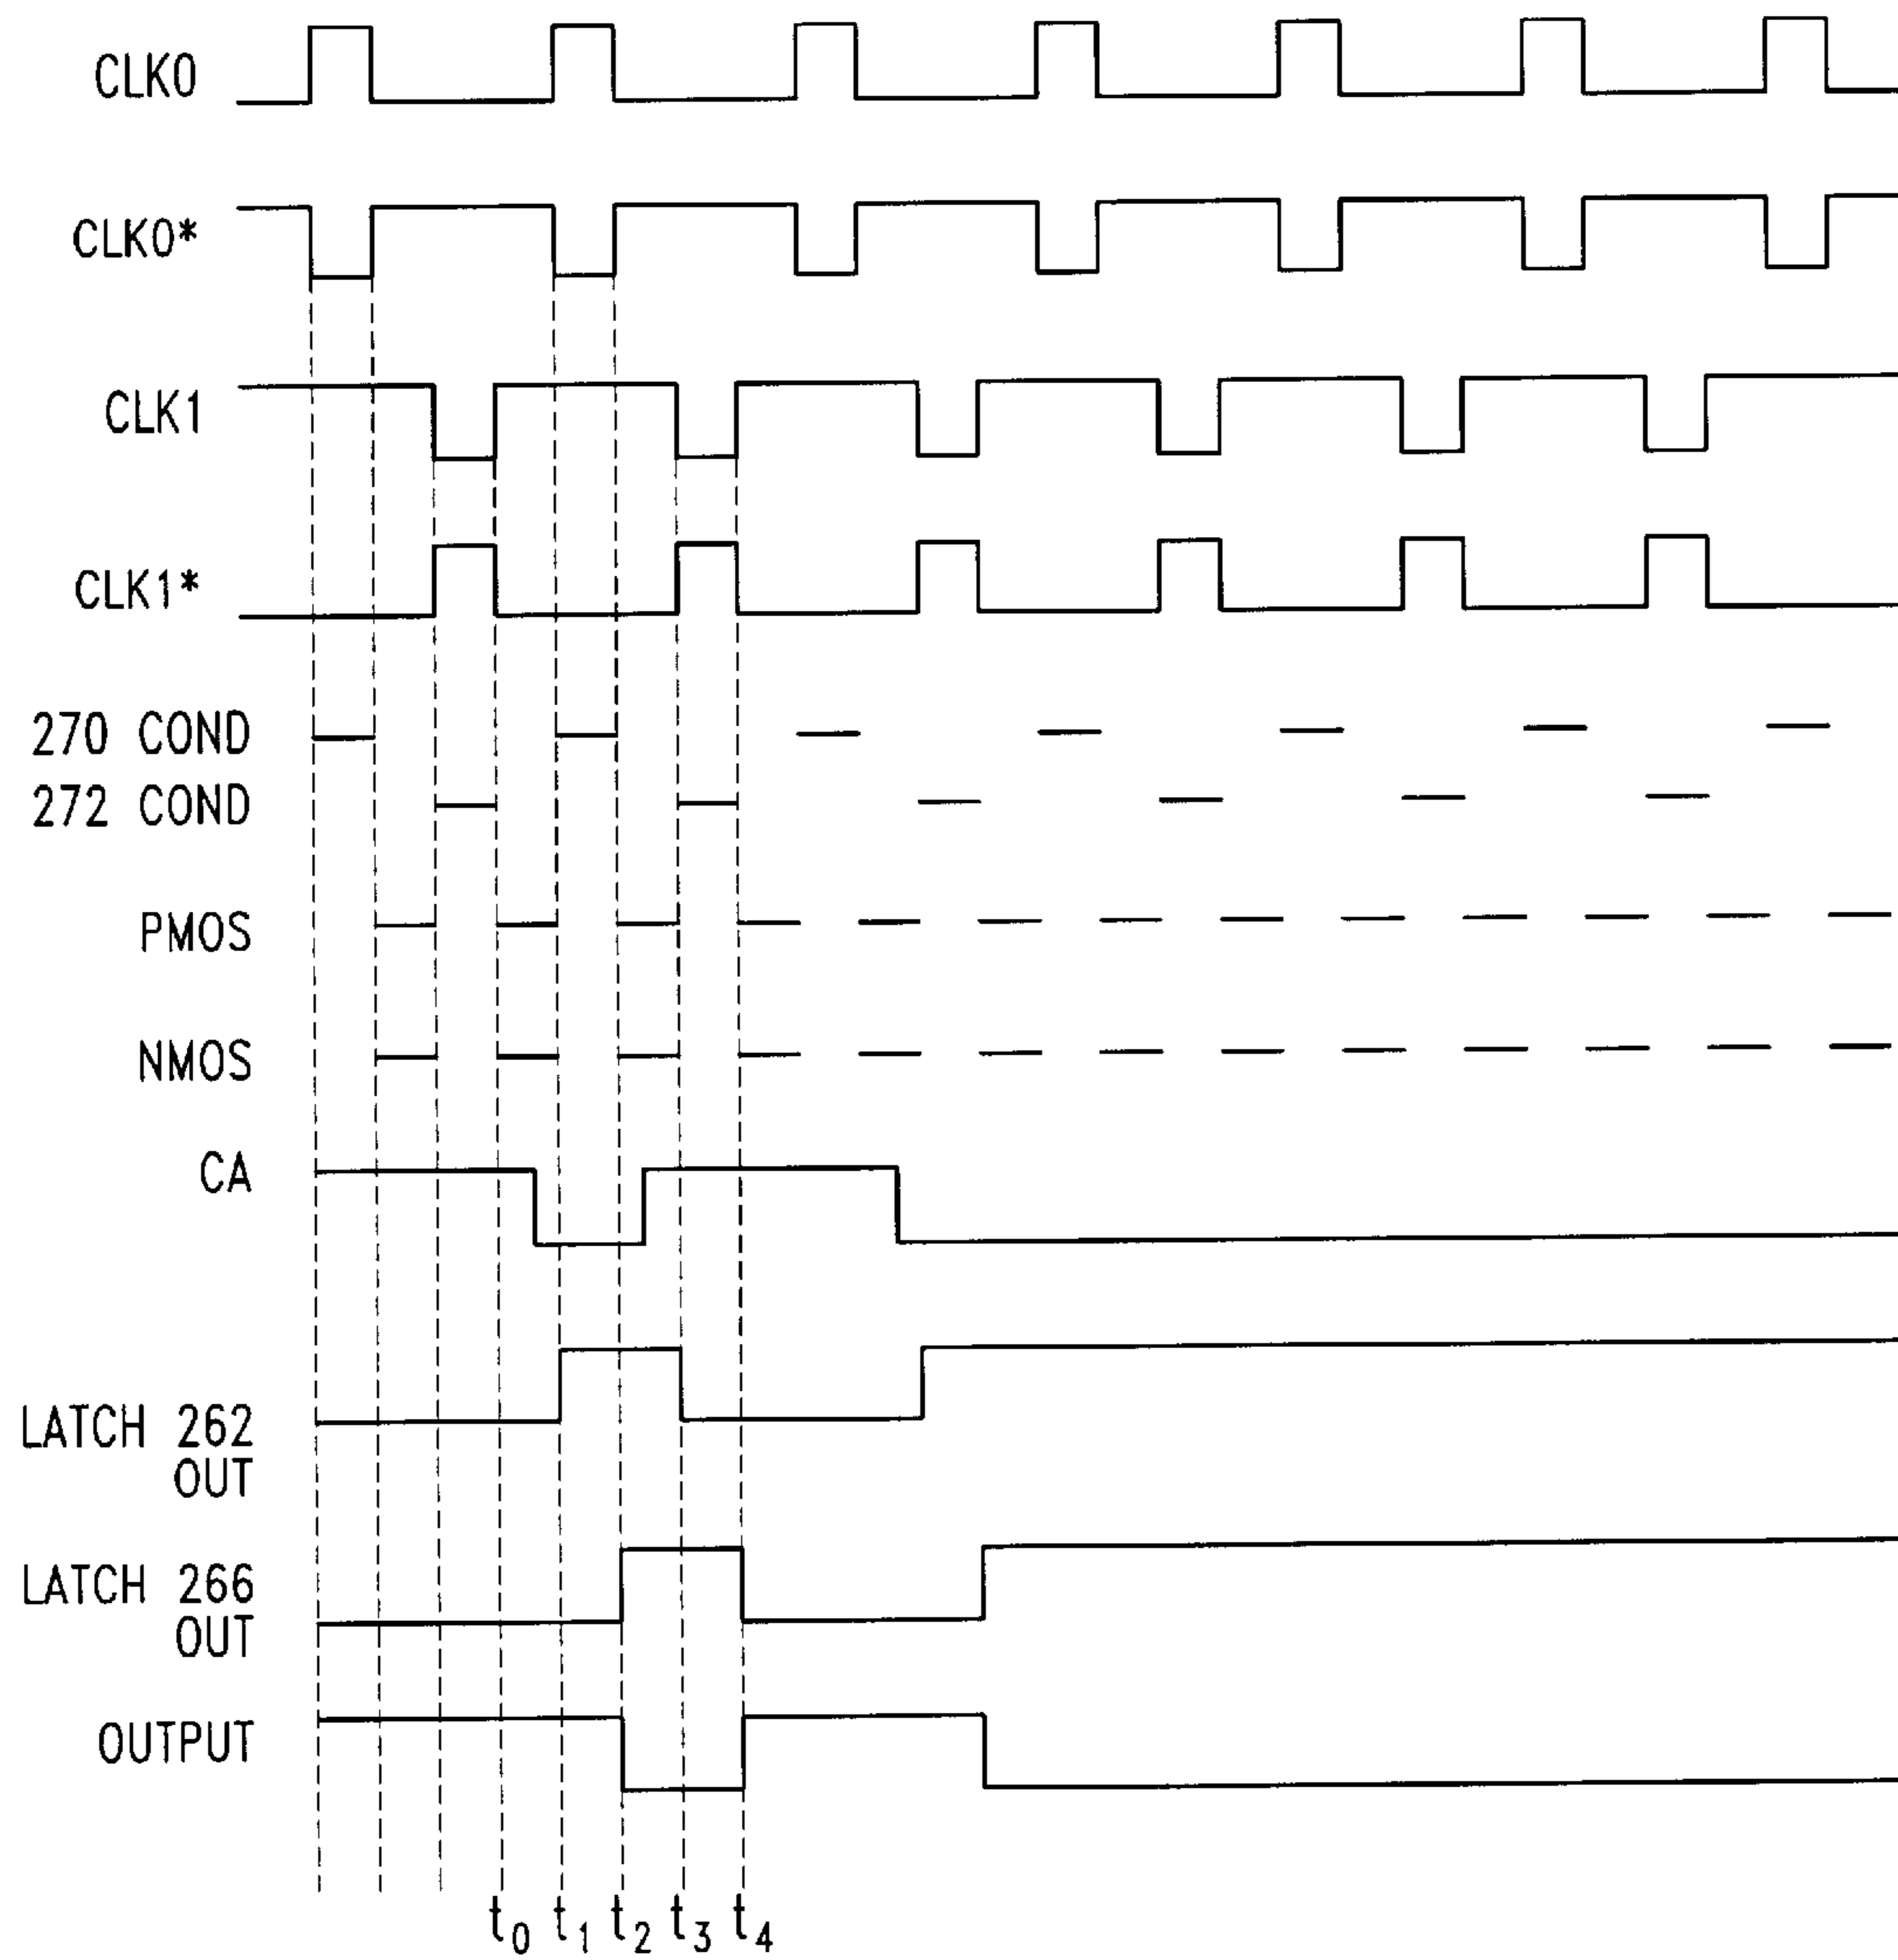 CLK0
CLK0*
CLK1
CLK1*
270 COND
272 COND
PMOS
NMOS
CA
LATCH 262
OUT
LATCH 266
OUT
OUTPUT
t0 t1 t2 t3 t4